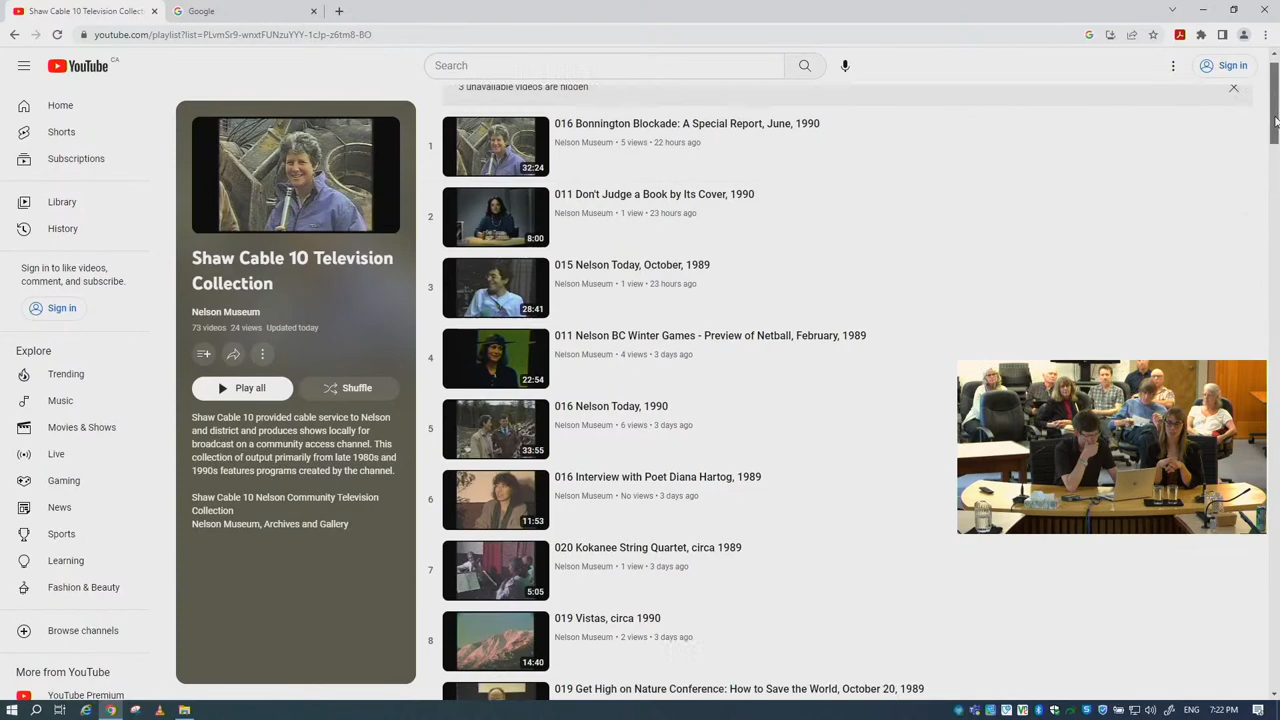 Shaw Cable 10 Television Collec
Google
youtube.com/playlist?list=PLvmSr9-wnxtFUNzuYYY-1cJp-z6tm8-BO
YouTube CA
Search
Sign in
Home
Shorts
Subscriptions
Library
History
Sign in to like videos,
comment, and subscribe.
Sign in
Explore
Trending
Music
Movies & Shows
Live
Gaming
News
Sports
Learning
Fashion & Beauty
Browse channels
More from YouTube
YouTube Premium
Shaw Cable 10 Television
Collection
Nelson Museum
73 videos 24 views Updated today
Play all
Shuffle
Shaw Cable 10 provided cable service to Nelson
and district and produces shows locally for
broadcast on a community access channel. This
collection of output primarily from late 1980s and
1990s features programs created by the channel.
Shaw Cable 10 Nelson Community Television
Collection
Nelson Museum, Archives and Gallery
3 unavailable videos are hidden
1
32:24
016 Bonnington Blockade: A Special Report, June, 1990
Nelson Museum • 5 views • 22 hours ago
2
8:00
011 Don't Judge a Book by Its Cover, 1990
Nelson Museum • 1 view • 23 hours ago
3
28:41
015 Nelson Today, October, 1989
Nelson Museum • 1 view • 23 hours ago
4
22:54
011 Nelson BC Winter Games - Preview of Netball, February, 1989
Nelson Museum • 4 views • 3 days ago
5
33:55
016 Nelson Today, 1990
Nelson Museum • 6 views • 3 days ago
6
11:53
016 Interview with Poet Diana Hartog, 1989
Nelson Museum • No views • 3 days ago
7
5:05
020 Kokanee String Quartet, circa 1989
Nelson Museum • 1 view • 3 days ago
8
14:40
019 Vistas, circa 1990
Nelson Museum • 2 views • 3 days ago
019 Get High on Nature Conference: How to Save the World, October 20, 1989
ENG 7:22 PM